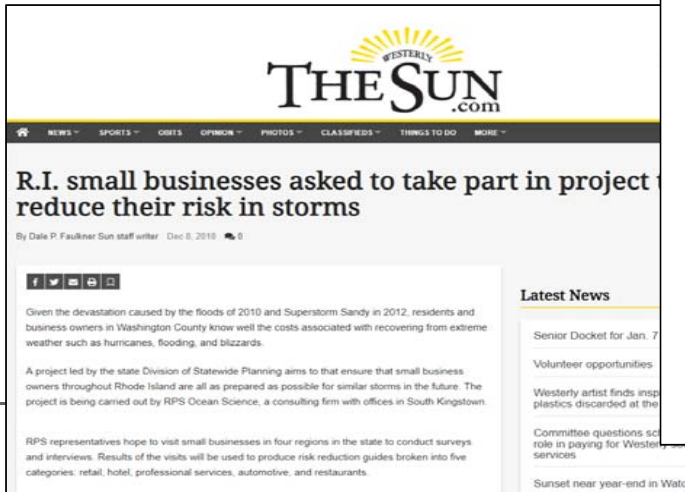 WESTERLY
THE SUN
.com
NEWS SPORTS OBITS OPINION PHOTOS CLASSIFIEDS THINGS TO DO MORE
R.I. small businesses asked to take part in project
reduce their risk in storms
By Dale P. Faulkner Sun staff writer Dec 8, 2018 0
Given the devastation caused by the floods of 2010 and Superstorm Sandy in 2012, residents and
business owners in Washington County know well the costs associated with recovering from extreme
weather such as hurricanes, flooding, and blizzards.
A project led by the state Division of Statewide Planning aims to that ensure that small business
owners throughout Rhode Island are all as prepared as possible for similar storms in the future. The
project is being carried out by RPS Ocean Science, a consulting firm with offices in South Kingstown.
RPS representatives hope to visit small businesses in four regions in the state to conduct surveys
and interviews. Results of the visits will be used to produce risk reduction guides broken into five
categories: retail, hotel, professional services, automotive, and restaurants.
Latest News
Senior Docket for Jan. 7
Volunteer opportunities
Westerly artist finds
plastics discarded at the
Committee questions
role in paying for
services
Sunset near year-end in